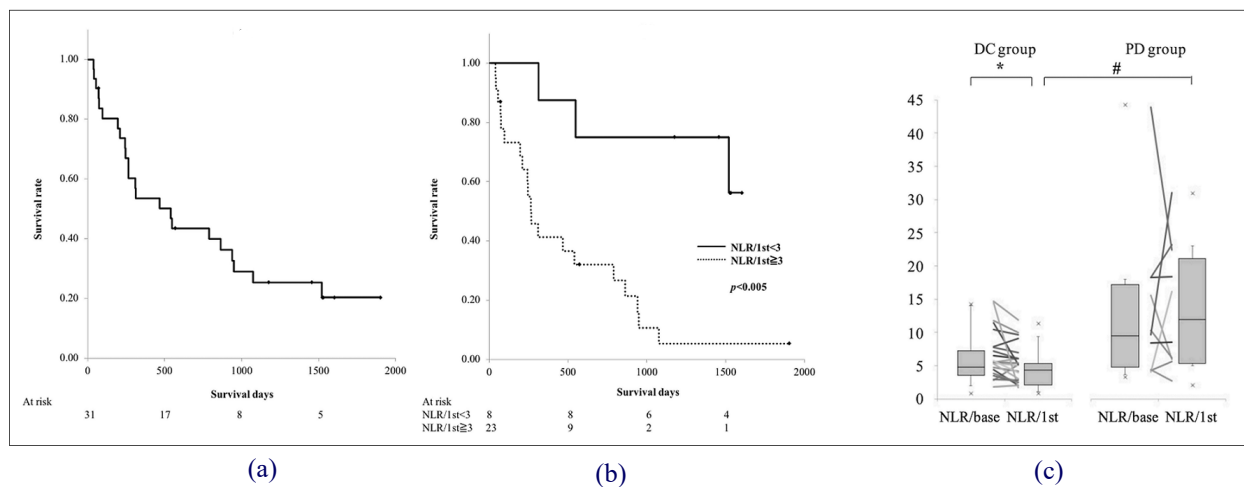 1.00
0.80
0.60
0.40
0.20
0.00
Survival rate
0 500 1000 1500 2000
Survival days
At risk
31 17 8 5
(a)
1.00
0.80
0.60
0.40
0.20
0.00
Survival rate
NLR/1st<3
NLR/1st≧3
p<0.005
0 500 1000 1500 2000
Survival days
At risk
NLR/1st<3 8 8 6 4
NLR/1st≧3 23 9 2 1
(b)
DC group PD group
* #
45
40
35
30
25
20
15
10
5
0
NLR/base NLR/1st NLR/base NLR/1st
(c)